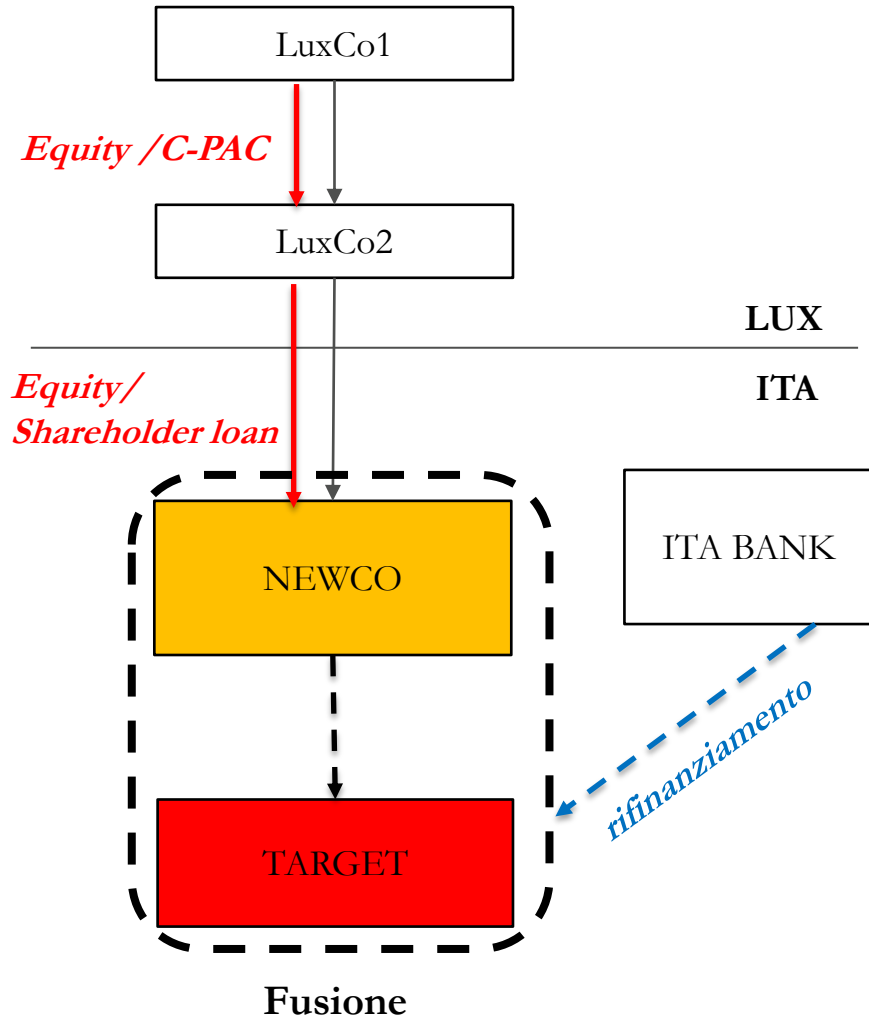 LuxCo1
Equity /C-PAC
LuxCo2
LUX
ITA
Equity/
Shareholder loan
NEWCO
ITA BANK
rifinanziamento
TARGET
Fusione